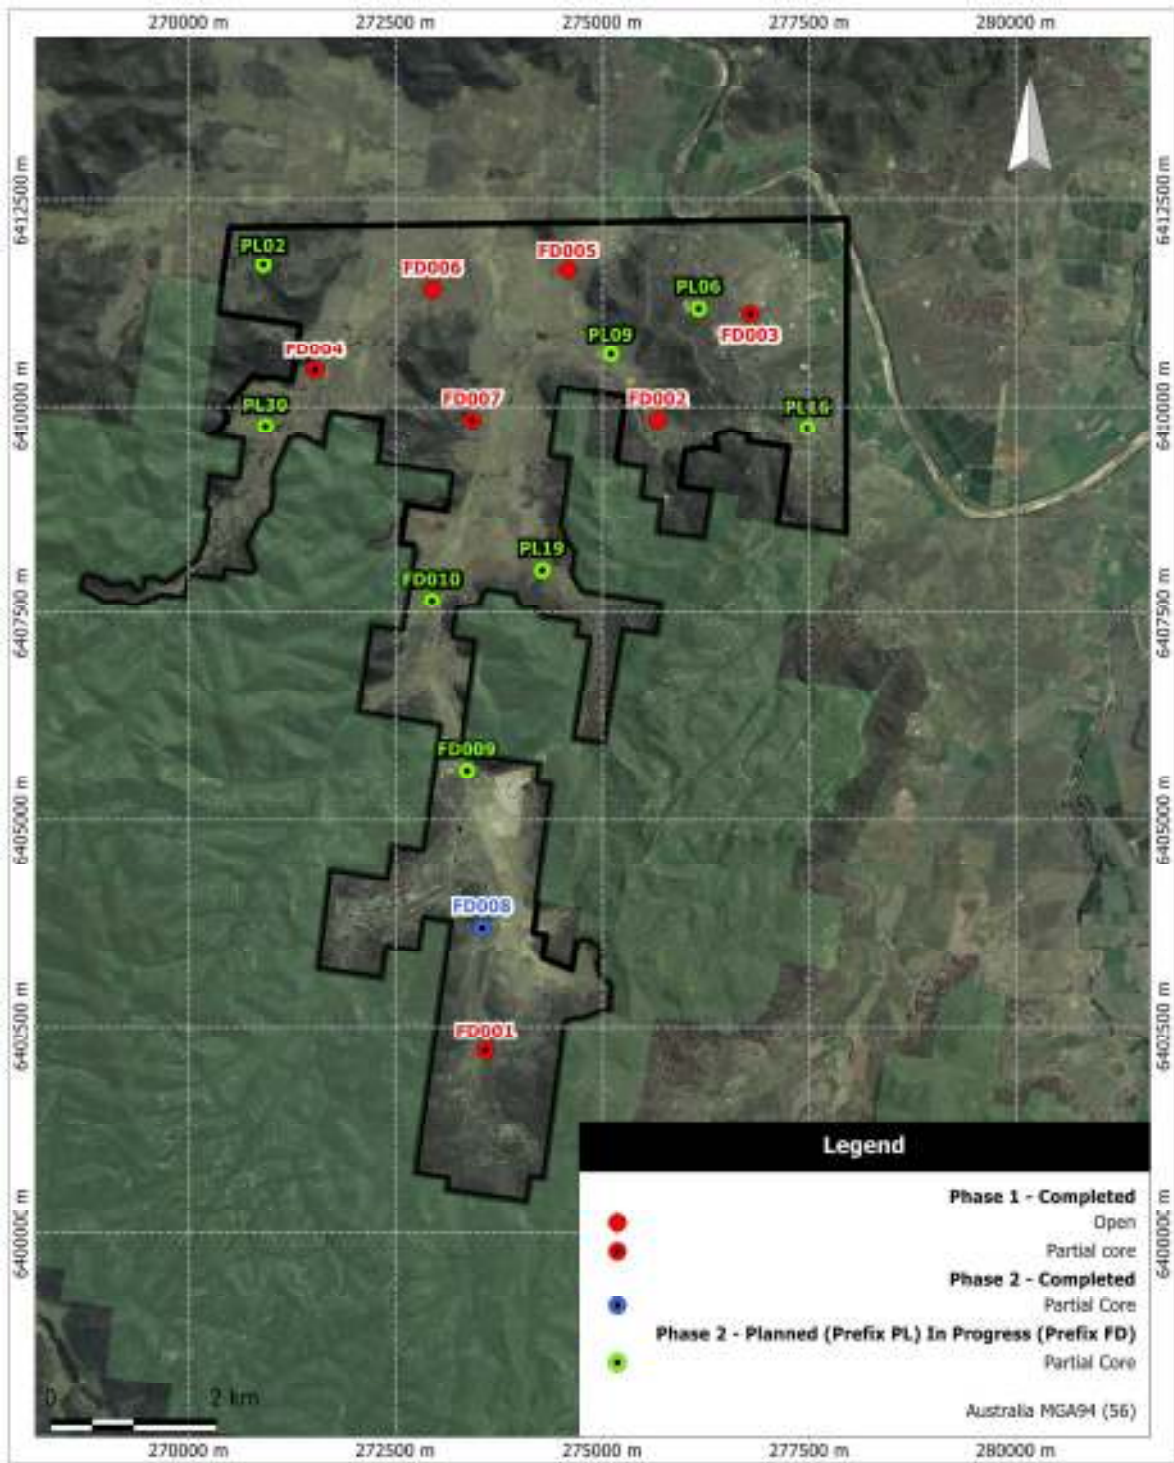 270000 m 272500 m 275000 m 277500 m 280000 m
6412500 m 6412500 m
PL02
FD005
FD006
PL06
PL09
FD003
FD004
FD007
FD002
PL30
PL16
6410000 m 6410000 m
PL19
FD010
6407500 m 6407500 m
FD009
6405000 m 6405000 m
FD008
6402500 m 6402500 m
FD001
Legend
Phase 1 - Completed
Open
Partial core
6400000 m 6400000 m
Phase 2 - Completed
Partial Core
Phase 2 - Planned (Prefix PL) In Progress (Prefix FD)
Partial Core
0 2 km
Australia MGA94 (56)
270000 m 272500 m 275000 m 277500 m 280000 m